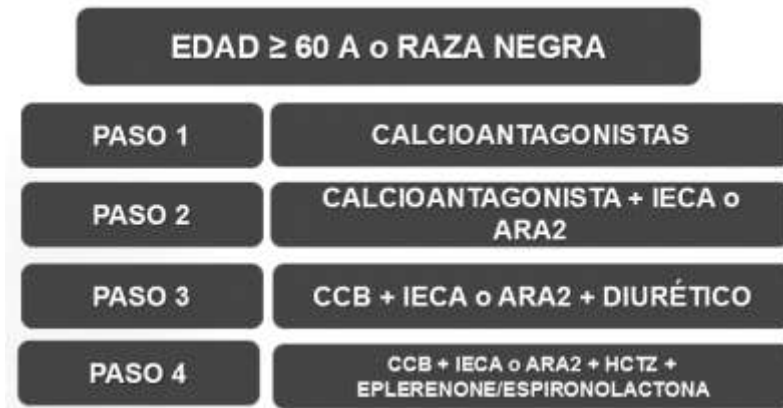 EDAD ≥ 60 A o RAZA NEGRA
PASO 1
CALCIOANTAGONISTAS
PASO 2
CALCIOANTAGONISTA + IECA o
ARA2
PASO 3
CCB + IECA o ARA2 + DIURÉTICO
PASO 4
CCB + IECA o ARA2 + HCTZ +
EPLERENONE/ESPIRONOLACTONA